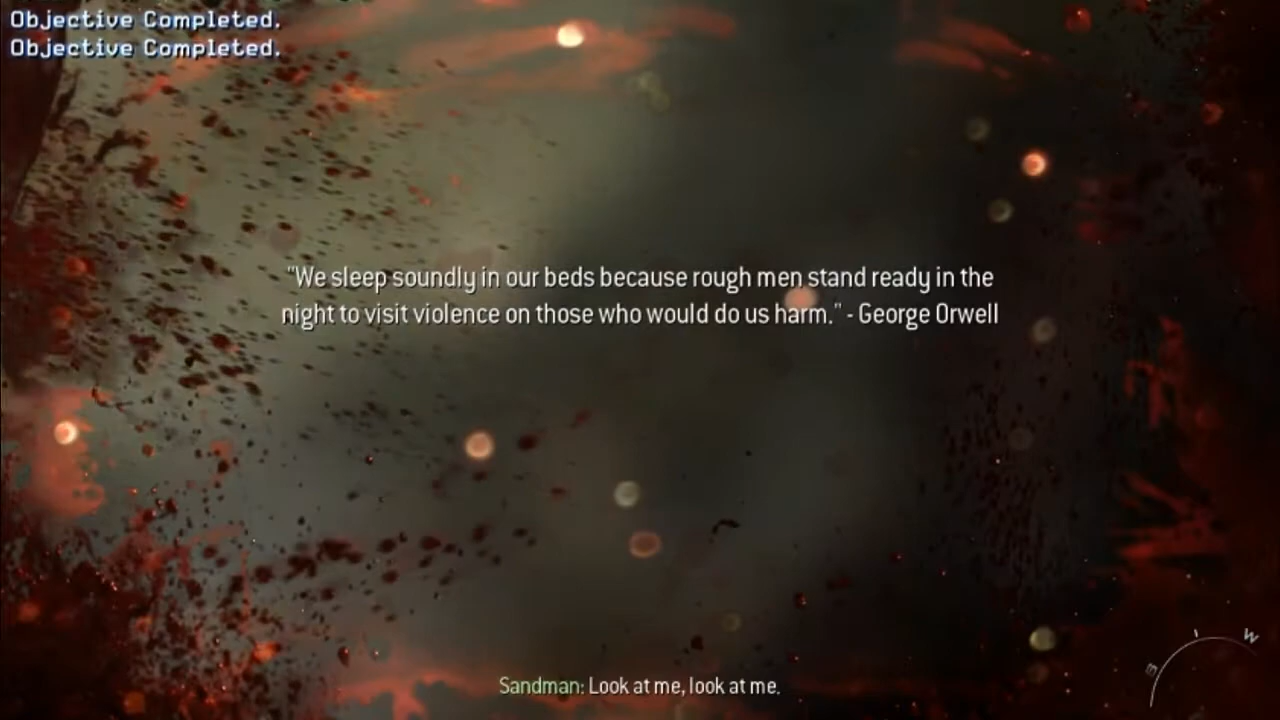 Objective Completed.
Objective Completed.
"We sleep soundly in our beds because rough men stand ready in the
night to visit violence on those who would do us harm." - George Orwell
W
Sandman: Look at me, look at me.